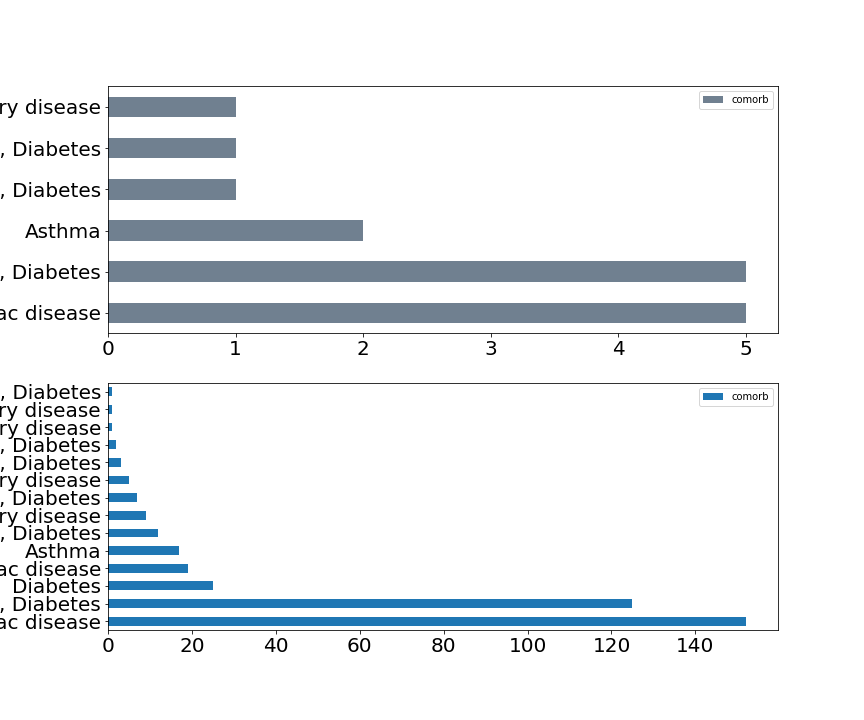 comorb
ry disease
, Diabetes
, Diabetes
Asthma
, Diabetes
ac disease
0 1 2 3 4 5
comorb
, Diabetes
ry disease
ry disease
, Diabetes
, Diabetes
ry disease
, Diabetes
ry disease
, Diabetes
Asthma
ac disease
Diabetes
, Diabetes
ac disease
0 20 40 60 80 100 120 140